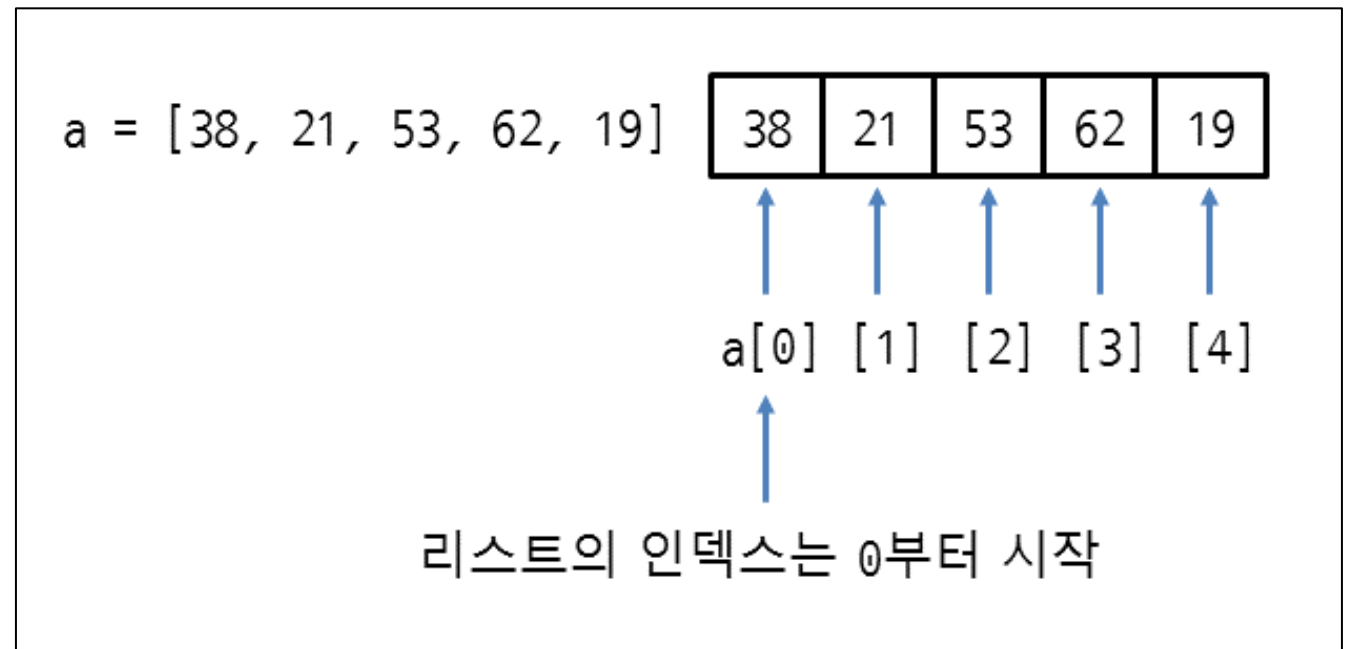 a = [38, 21, 53, 62, 19] 38 21 53 62 19
a[0] [1] [2] [3] [4]
리스트의 인덱스는 0부터 시작